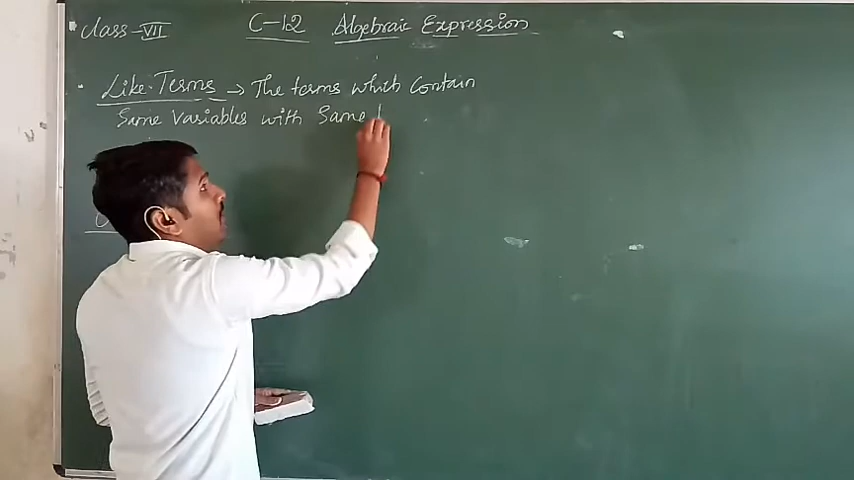 Class - VII C-12 Algebraic Expression
Like Terms → The terms which Contain
Same Variables with Same